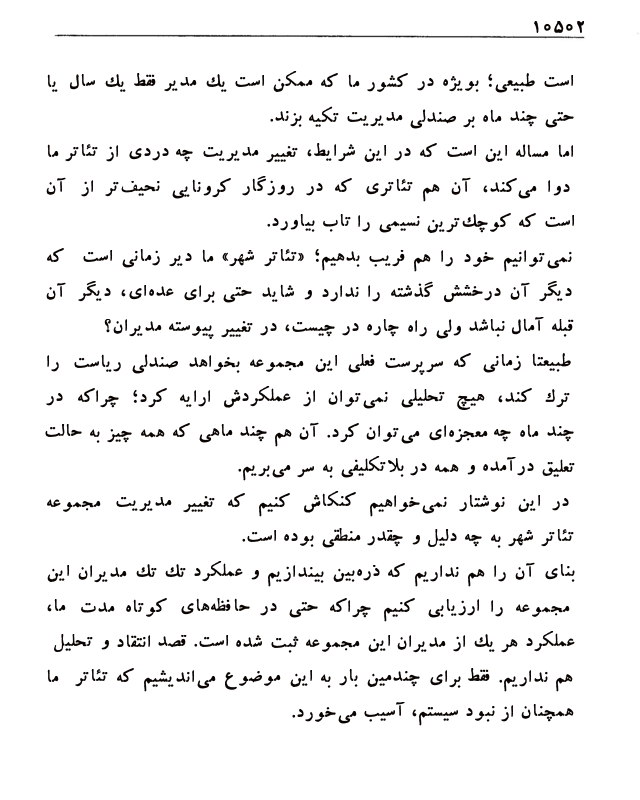 ۱۰۵۰۲
است طبیعی؛ بویژه در کشور ما که ممکن است یك مدیر فقط یك سال یا
حتی چند ماه بر صندلی مدیریت تکیه بزند.
اما مساله این است که در این شرایط، تغییر مدیریت چه دردی از تئاتر ما
دوا می‌کند، آن هم تئاتری که در روزگار کرونایی نحیف‌تر از آن
است که کوچك‌ترین نسیمی را تاب بیاورد.
نمی‌توانیم خود را هم فریب بدهیم؛ «تئاتر شهر» ما دیر زمانی است که
دیگر آن درخشش گذشته را ندارد و شاید حتی برای عده‌ای، دیگر آن
قبله آمال نباشد ولی راه چاره در چیست، در تغییر پیوسته مدیران؟
طبیعتا زمانی که سرپرست فعلی این مجموعه بخواهد صندلی ریاست را
ترك کند، هیچ تحلیلی نمی‌توان از عملکردش ارایه کرد؛ چراکه در
چند ماه چه معجزه‌ای می‌توان کرد. آن هم چند ماهی که همه چیز به حالت
تعلیق درآمده و همه در بلاتکلیفی به سر می‌بریم.
در این نوشتار نمی‌خواهیم کنکاش کنیم که تغییر مدیریت مجموعه
تئاتر شهر به چه دلیل و چقدر منطقی بوده است.
بنای آن را هم نداریم که ذره‌بین بیندازیم و عملکرد تك تك مدیران این
مجموعه را ارزیابی کنیم چراکه حتی در حافظه‌های کوتاه مدت ما،
عملکرد هر یك از مدیران این مجموعه ثبت شده است. قصد انتقاد و تحلیل
هم نداریم. فقط برای چندمین بار به این موضوع می‌اندیشیم که تئاتر ما
همچنان از نبود سیستم، آسیب می‌خورد.